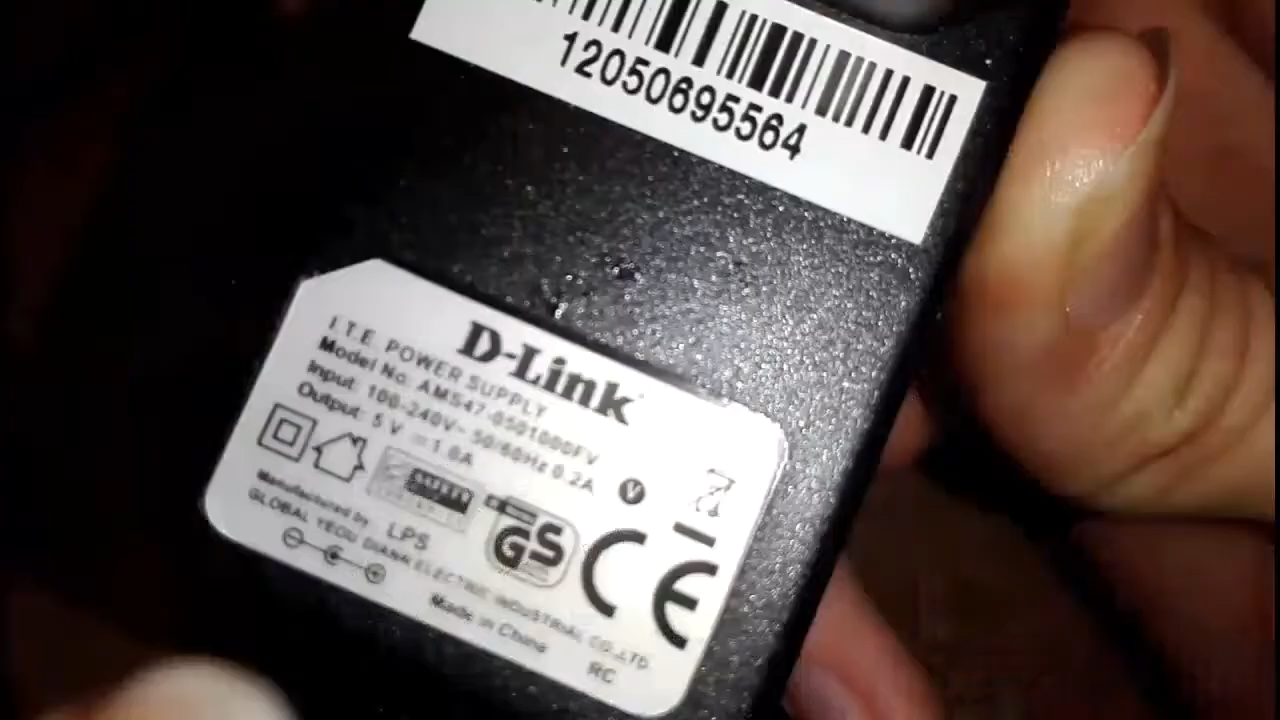 12050695564
D-Link
I.T.E. POWER SUPPLY
Model No: AMS47-0501000FV
Input: 100-240V~ 50/60Hz 0.2A
Output: 5V ⎓ 1.0A
V
LPS
GS
CE
Manufactured by
GLOBAL YEOU DIANN ELECTRIC INDUSTRIAL CO.,LTD
Made in China
RC